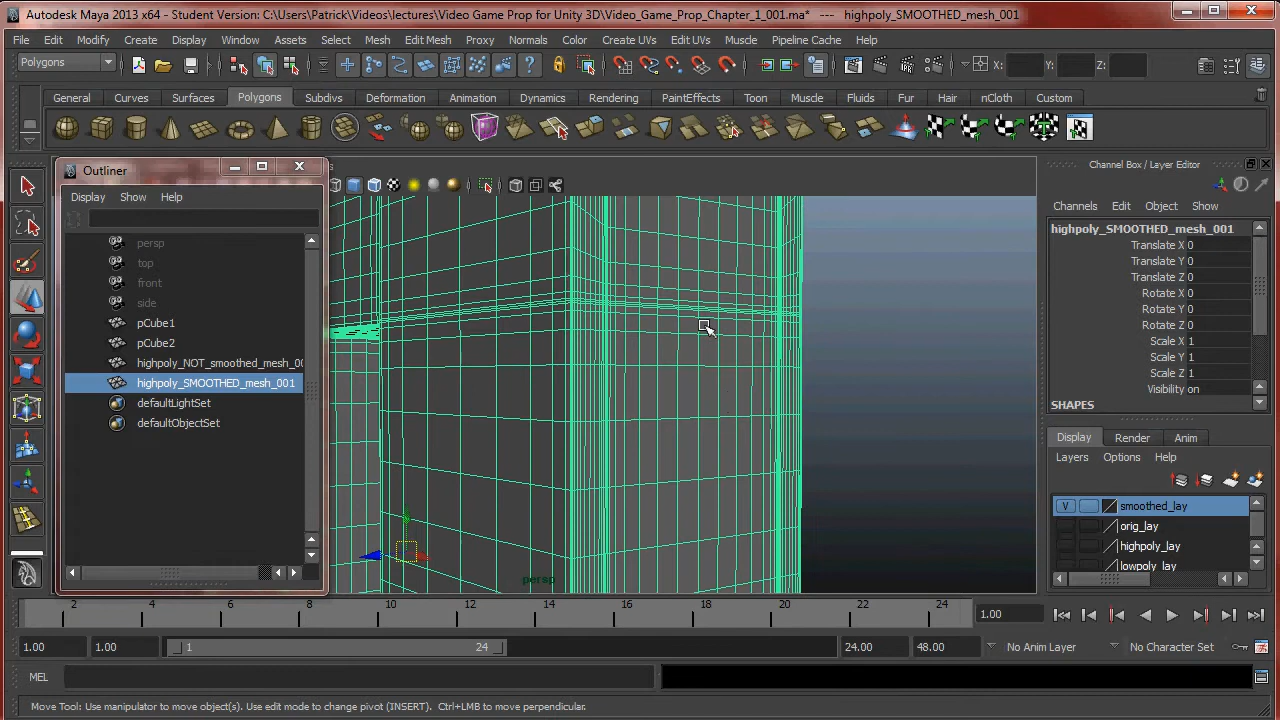 Autodesk Maya 2013 x64 - Student Version: C:\Users\Patrick\Videos\lectures\Video Game Prop for Unity 3D\Video_Game_Prop_Chapter_1_001.ma* --- highpoly_SMOOTHED_mesh_001
File Edit Modify Create Display Window Assets Select Mesh Edit Mesh Proxy Normals Color Create UVs Edit UVs Muscle Pipeline Cache Help
Polygons X: Y: Z:
General Curves Surfaces Polygons Subdivs Deformation Animation Dynamics Rendering PaintEffects Toon Muscle Fluids Fur Hair nCloth Custom
Outliner
Display Show Help
persp
top
front
side
pCube1
pCube2
highpoly_NOT_smoothed_mesh_00
highpoly_SMOOTHED_mesh_001
defaultLightSet
defaultObjectSet
persp
Channel Box / Layer Editor
Channels Edit Object Show
highpoly_SMOOTHED_mesh_001
Translate X 0
Translate Y 0
Translate Z 0
Rotate X 0
Rotate Y 0
Rotate Z 0
Scale X 1
Scale Y 1
Scale Z 1
Visibility on
SHAPES
Display Render Anim
Layers Options Help
V smoothed_lay
orig_lay
highpoly_lay
lowpoly_lay
2 4 6 8 10 12 14 16 18 20 22 24 1.00
1.00 1.00 1 24 24.00 48.00 No Anim Layer No Character Set
MEL
Move Tool: Use manipulator to move object(s). Use edit mode to change pivot (INSERT). Ctrl+LMB to move perpendicular.